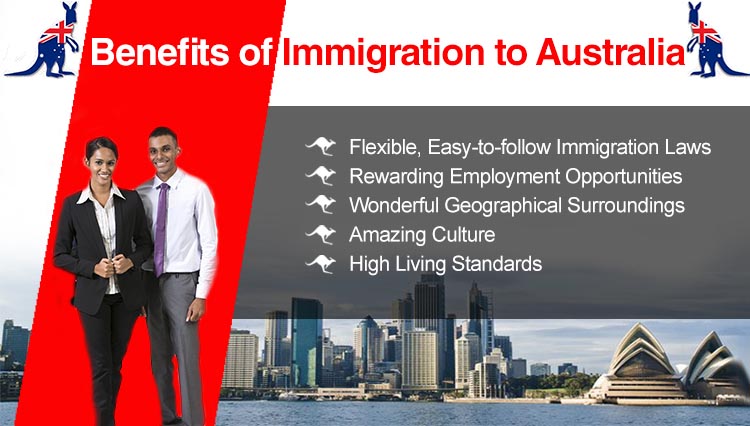 Benefits of Immigration to Australia
Flexible, Easy-to-follow Immigration Laws
Rewarding Employment Opportunities
Wonderful Geographical Surroundings
Amazing Culture
High Living Standards